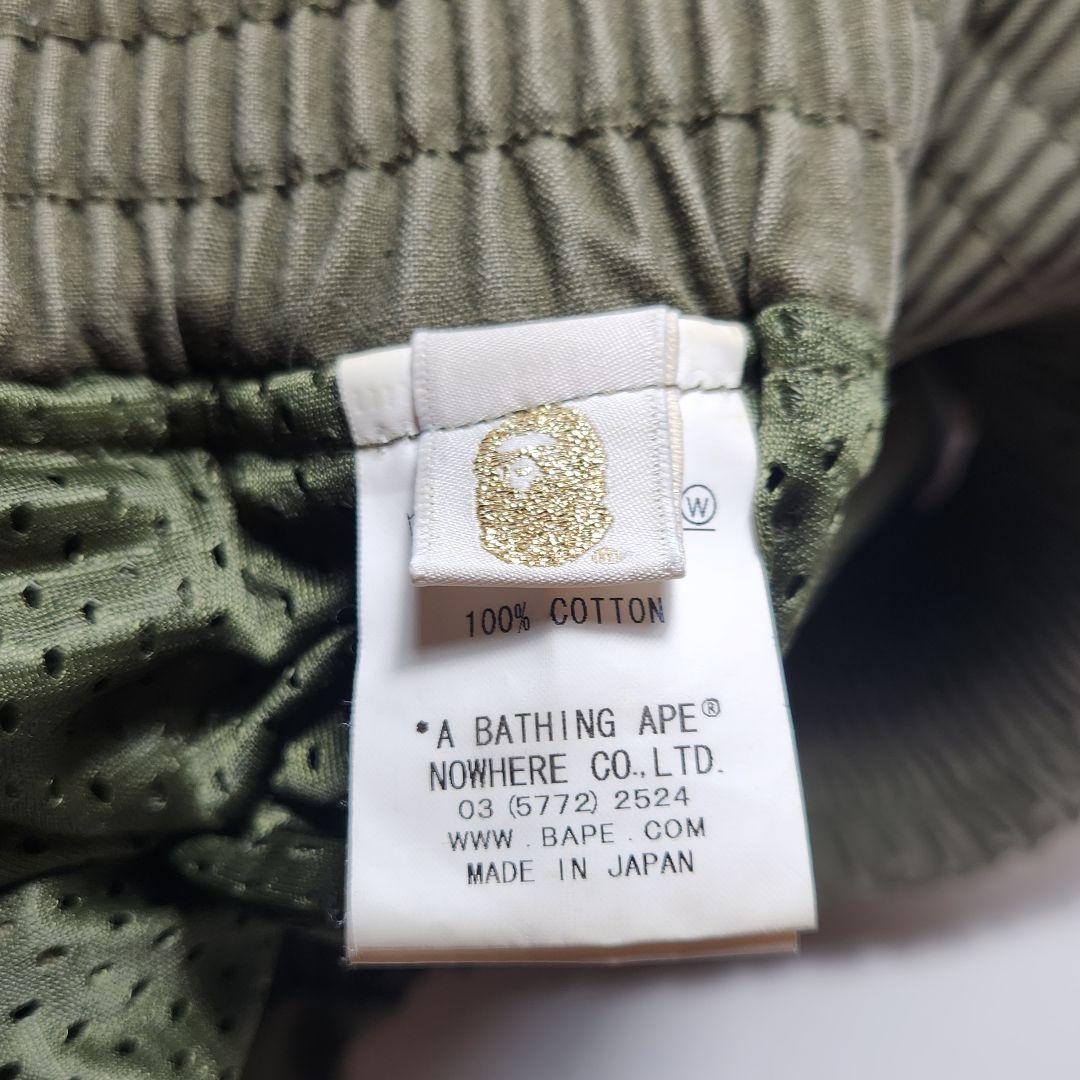 Ⓦ
100% COTTON
*A BATHING APE®
NOWHERE CO.,LTD.
03 (5772) 2524
WWW . BAPE . COM
MADE IN JAPAN